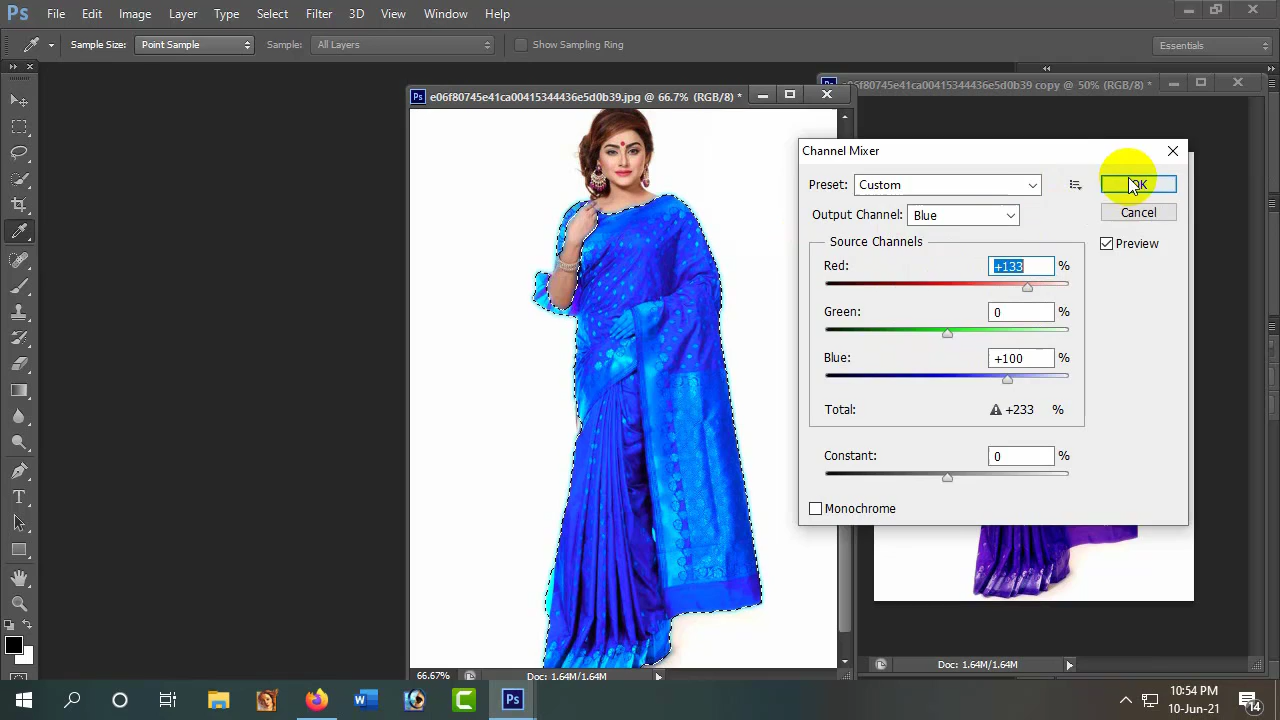 Ps File Edit Image Layer Type Select Filter 3D View Window Help
Sample Size: Point Sample Sample: All Layers Show Sampling Ring Essentials
Ps e06f80745e41ca00415344436e5d0b39.jpg @ 66.7% (RGB/8) *
e06f80745e41ca00415344436e5d0b39 copy @ 50% (RGB/8) *
Channel Mixer
Preset: Custom
OK
Output Channel: Blue
Cancel
Source Channels
Preview
Red: +133 %
Green: 0 %
Blue: +100 %
Total: +233 %
Constant: 0 %
Monochrome
66.67% Doc: 1.64M/1.64M
Doc: 1.64M/1.64M
T
W
C
Ps
10:54 PM
10-Jun-21
14